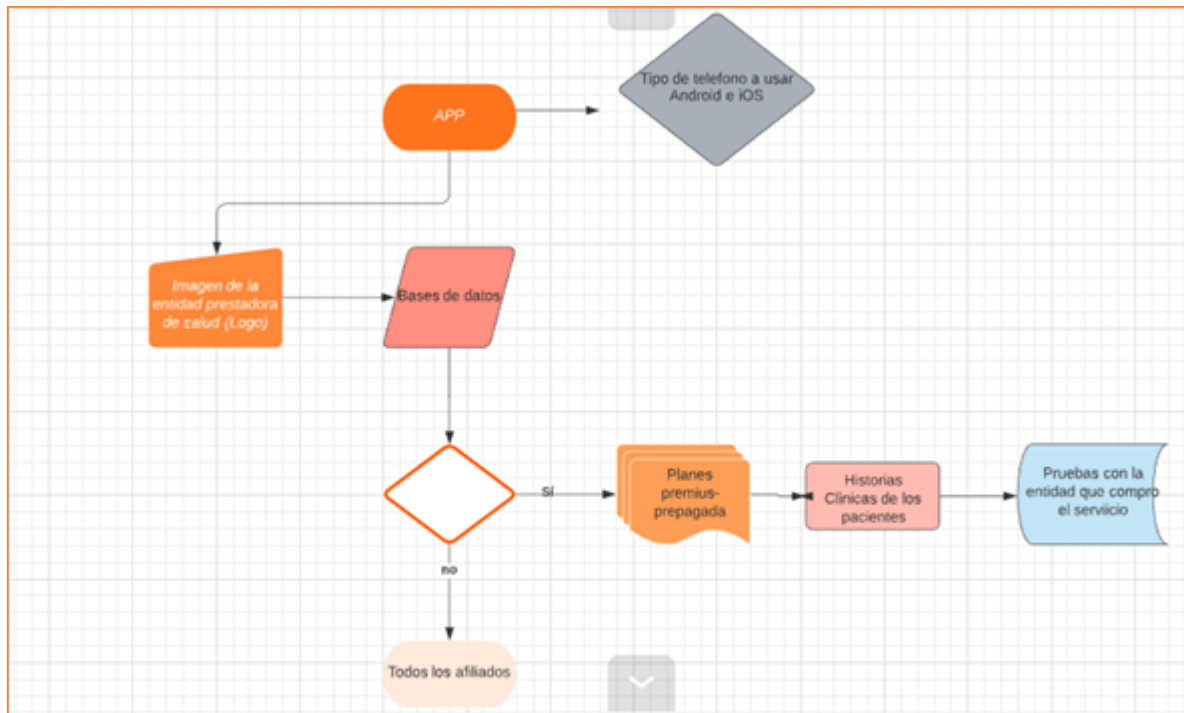 Tipo de telefono a usar
Android e iOS
APP
Imagen de la
entidad prestadora
de salud (Logo)
Bases de datos
Sí
Planes
premius-
prepagada
Historias
Clinicas de los
pacientes
Pruebas con la
entidad que compro
el serviicio
no
Todos los afiliados